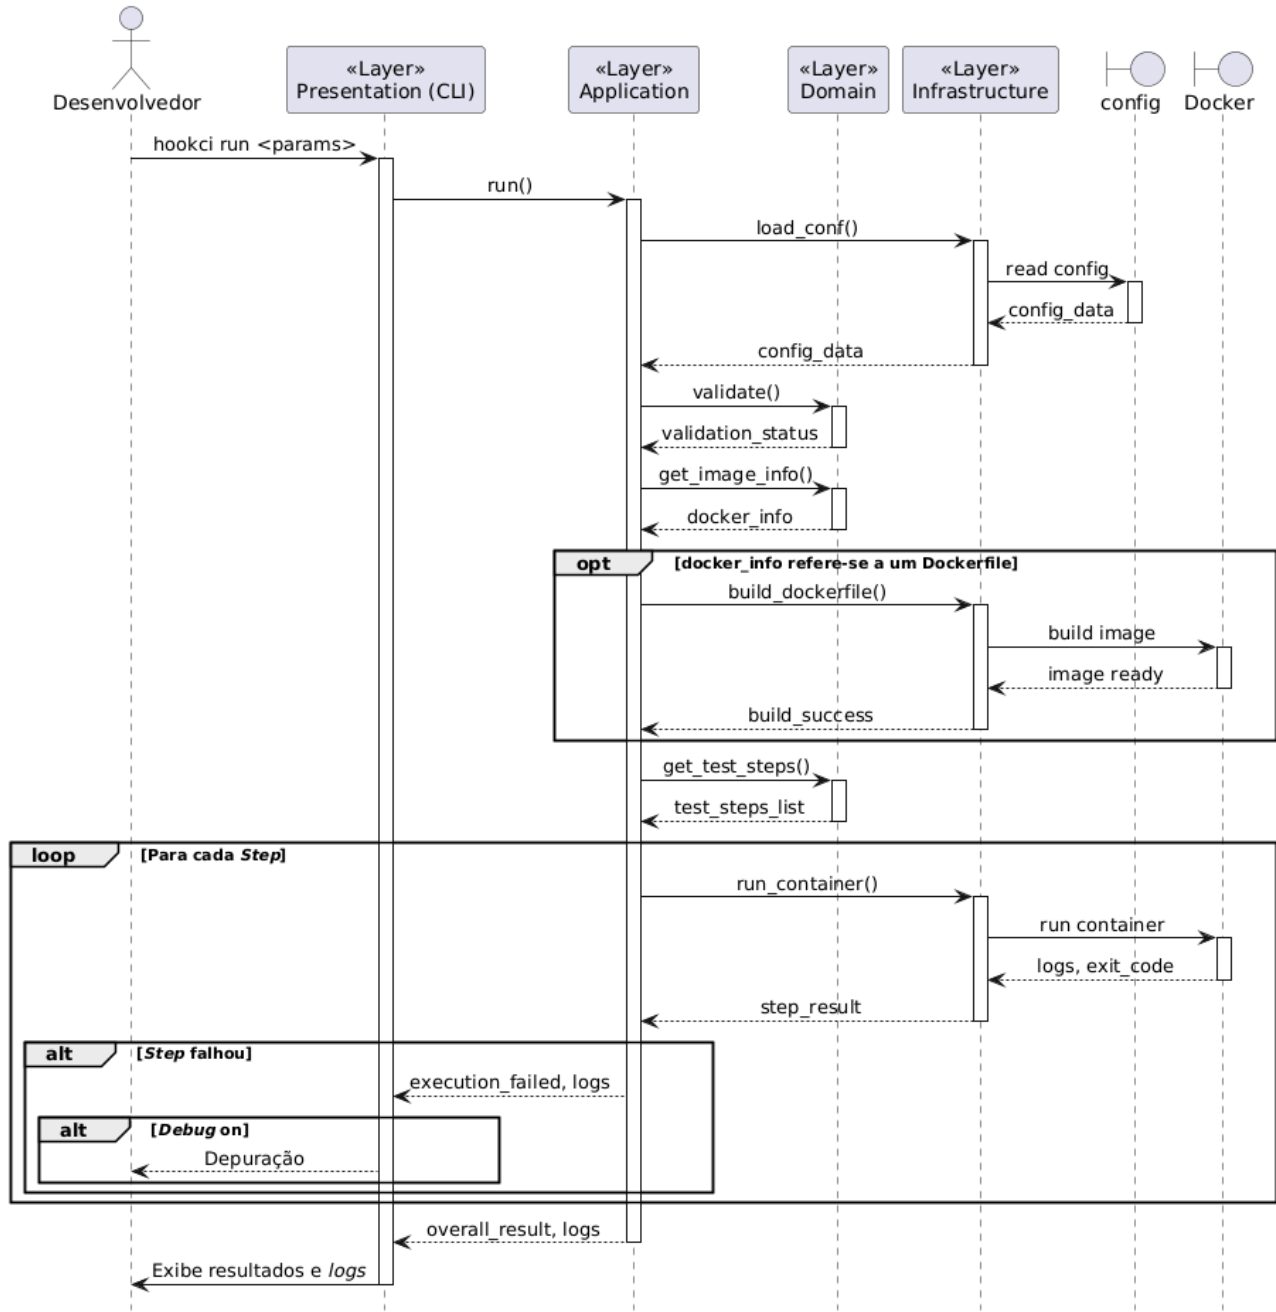 «Layer»
Presentation (CLI)
«Layer»
Application
«Layer»
Domain
«Layer»
Infrastructure
Desenvolvedor
config
Docker
hookci run <params>
run()
load_conf()
read config
config_data
config_data
validate()
validation_status
get_image_info()
docker_info
opt
[docker_info refere-se a um Dockerfile]
build_dockerfile()
build image
image ready
build_success
get_test_steps()
test_steps_list
loop
[Para cada Step]
run_container()
run container
logs, exit_code
step_result
alt
[Step falhou]
execution_failed, logs
alt
[Debug on]
Depuração
overall_result, logs
Exibe resultados e logs